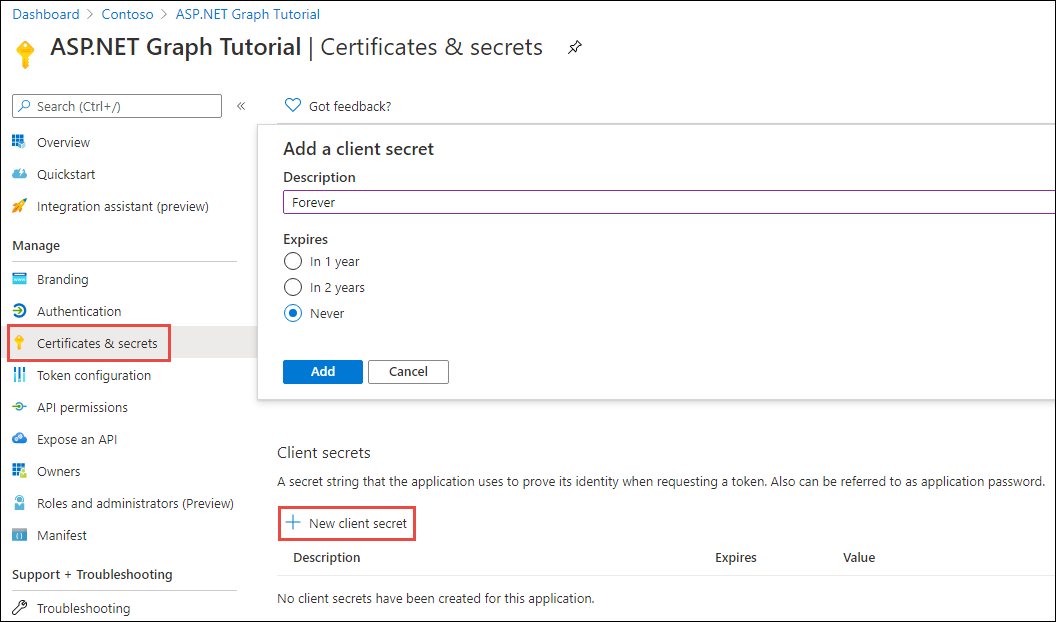 Dashboard > Contoso > ASP.NET Graph Tutorial
ASP.NET Graph Tutorial | Certificates & secrets
Search (Ctrl+/)
«
Got feedback?
Overview
Quickstart
Integration assistant (preview)
Manage
Branding
Authentication
Certificates & secrets
Token configuration
API permissions
Expose an API
Owners
Roles and administrators (Preview)
Manifest
Support + Troubleshooting
Troubleshooting
Add a client secret
Description
Forever
Expires
In 1 year
In 2 years
Never
Add Cancel
Client secrets
A secret string that the application uses to prove its identity when requesting a token. Also can be referred to as application password.
+ New client secret
Description Expires Value
No client secrets have been created for this application.